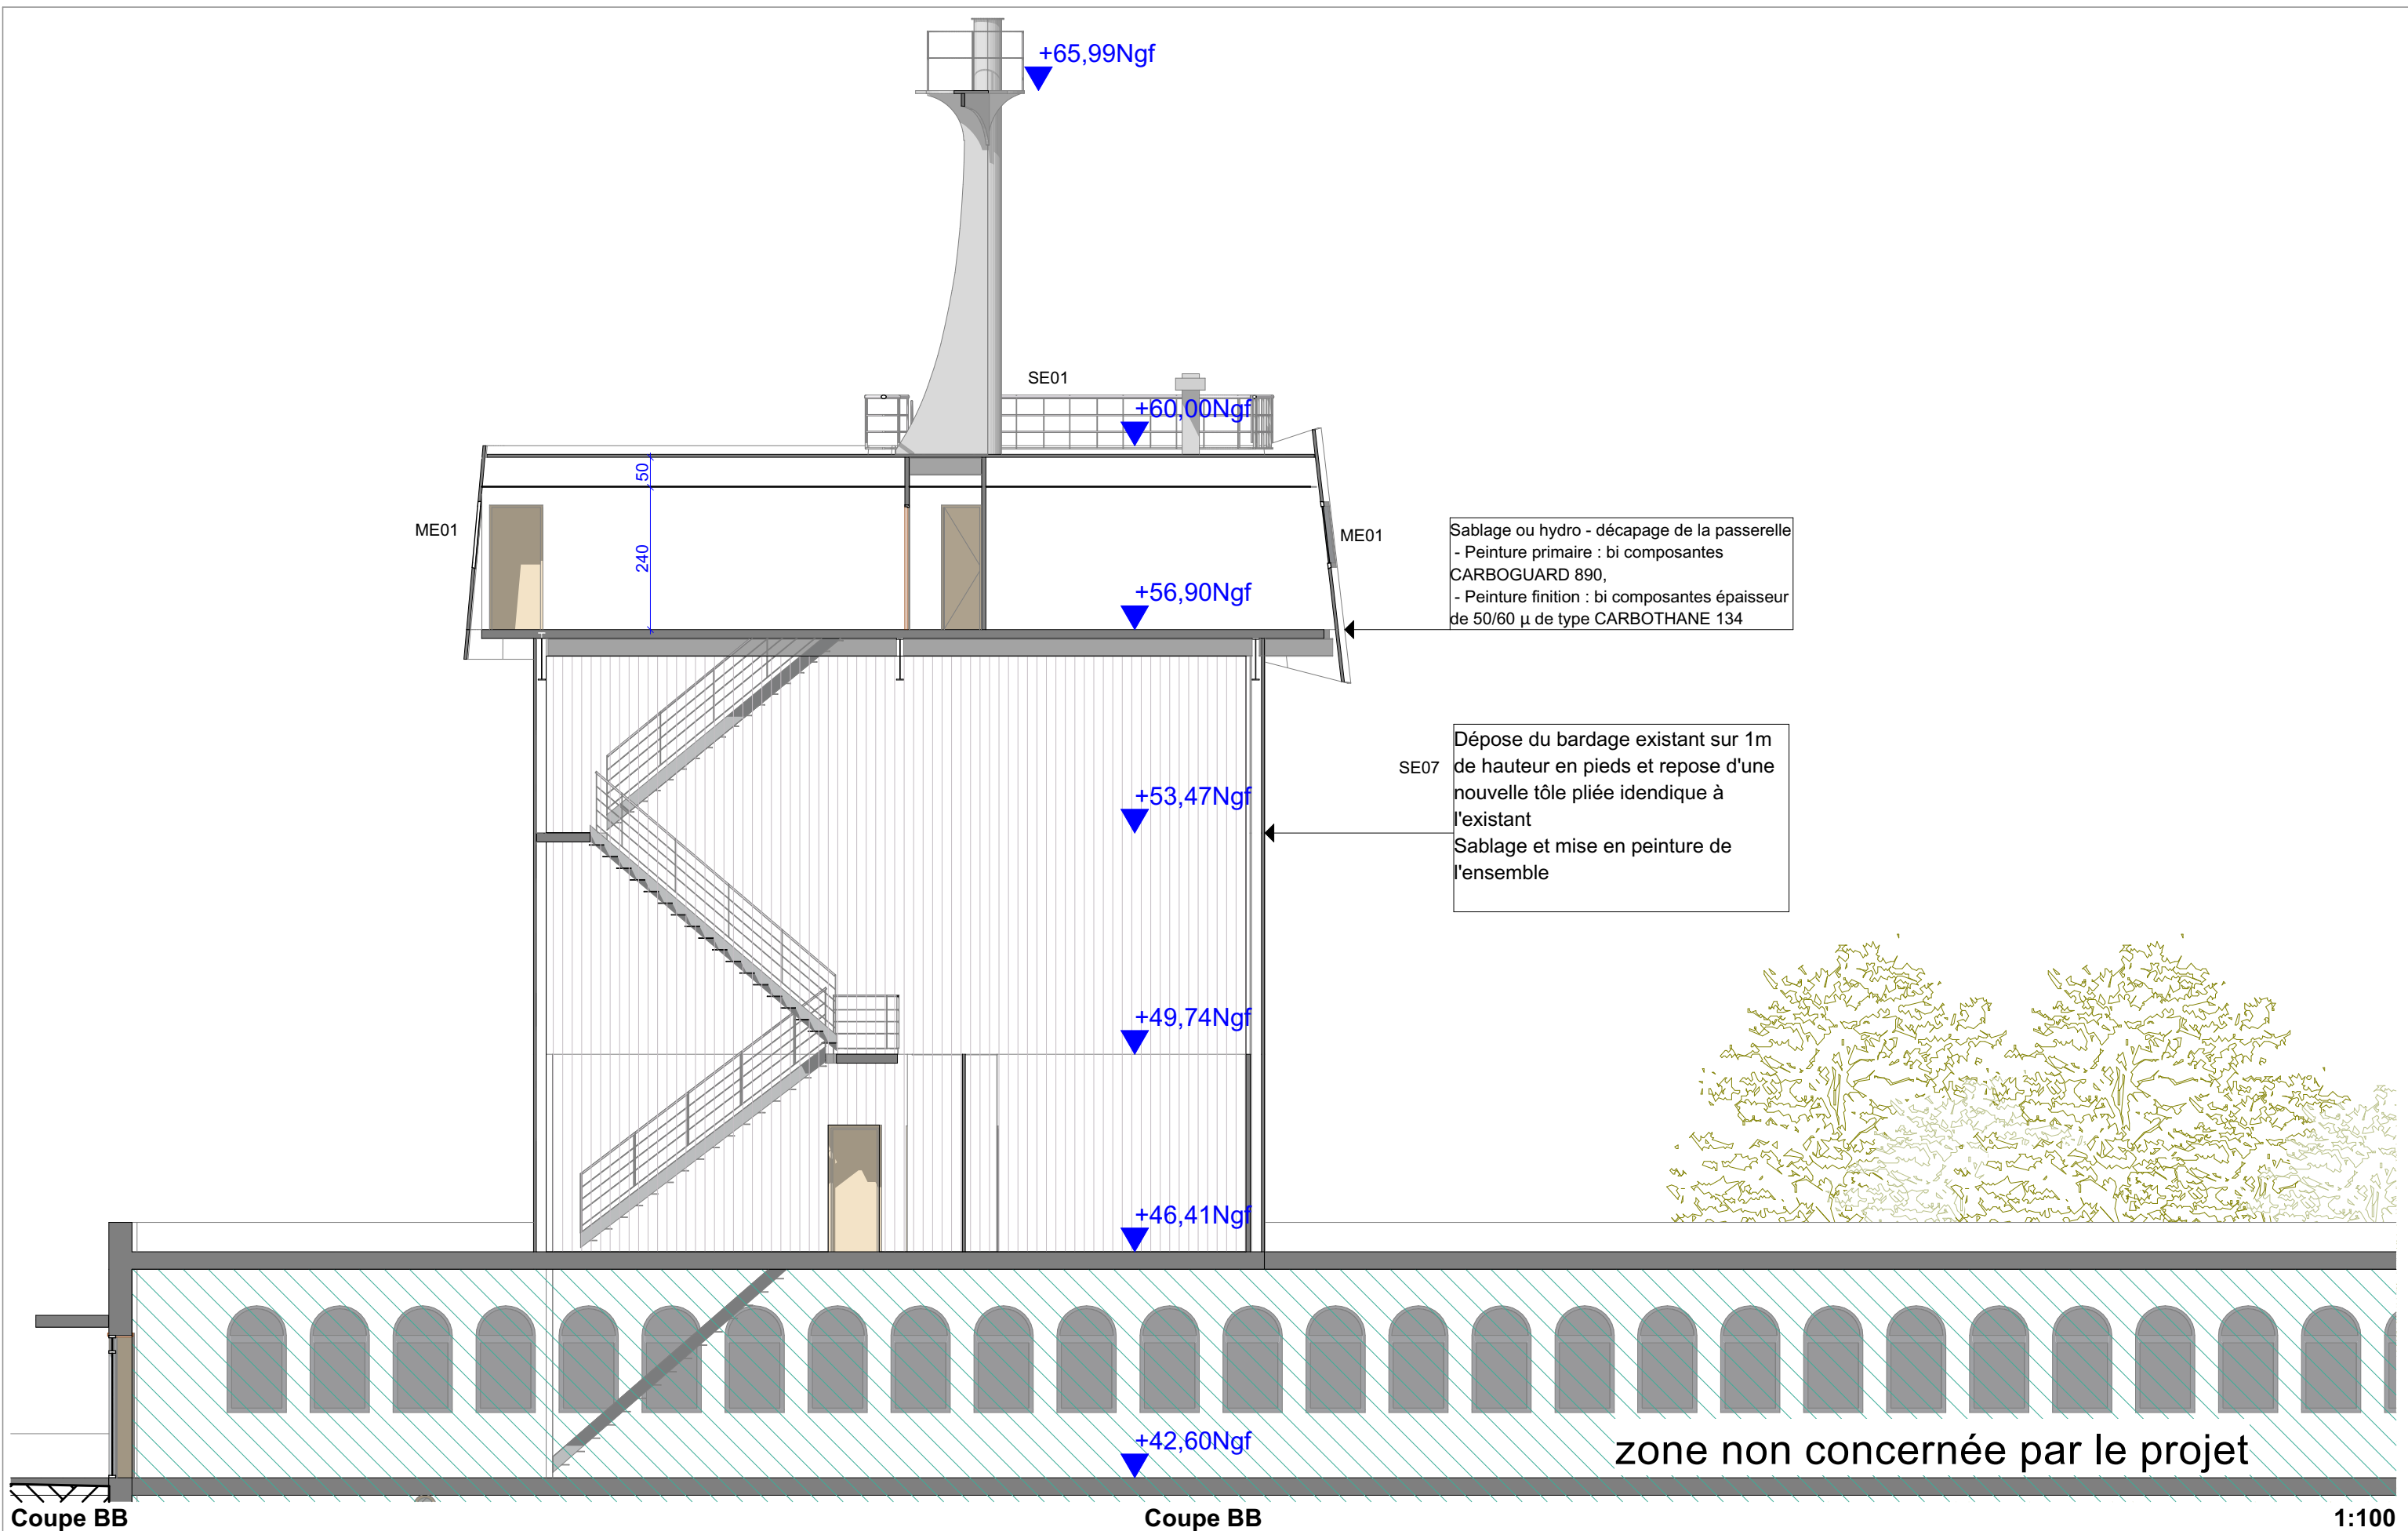 +65,99Ngf
SE01
+60,00Ngf
50
ME01
240
ME01
Sablage ou hydro - décapage de la passerelle
- Peinture primaire : bi composantes
CARBOGUARD 890,
- Peinture finition : bi composantes épaisseur
de 50/60 µ de type CARBOTHANE 134
+56,90Ngf
SE07
Dépose du bardage existant sur 1m
de hauteur en pieds et repose d'une
nouvelle tôle pliée idendique à
l'existant
Sablage et mise en peinture de
l'ensemble
+53,47Ngf
+49,74Ngf
+46,41Ngf
+42,60Ngf
zone non concernée par le projet
Coupe BB
Coupe BB
1:100